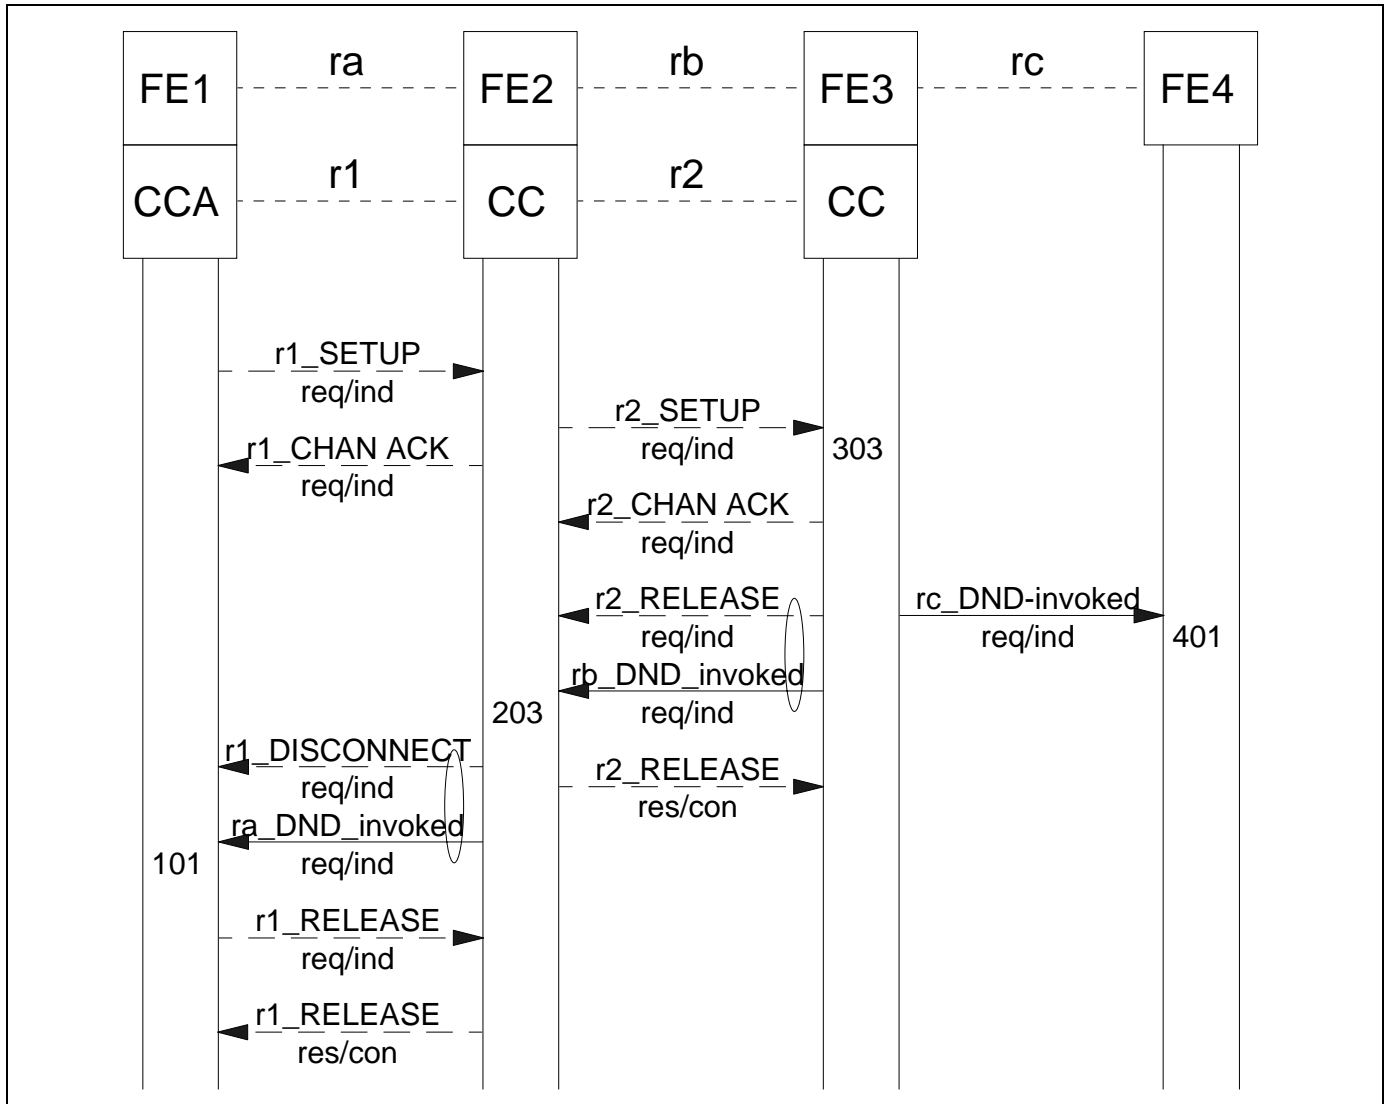 ra rb rc
FE1 FE2 FE3 FE4
r1 r2
CCA CC CC
r1_SETUP
req/ind
r2_SETUP
req/ind
303
r1_CHAN ACK
req/ind
r2_CHAN ACK
req/ind
r2_RELEASE
req/ind
rc_DND-invoked
req/ind
401
rb_DND_invoked
req/ind
203
r1_DISCONNECT
req/ind
r2_RELEASE
res/con
ra_DND_invoked
req/ind
101
r1_RELEASE
req/ind
r1_RELEASE
res/con